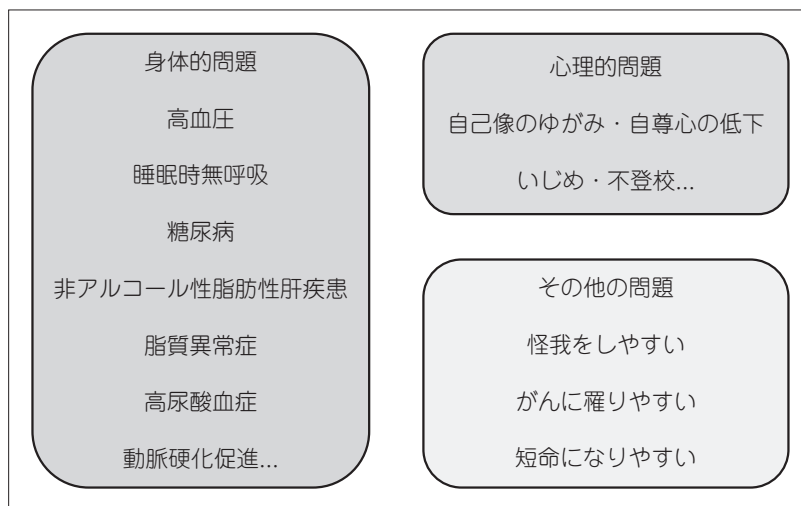 身体的問題
高血圧
睡眠時無呼吸
糖尿病
非アルコール性脂肪性肝疾患
脂質異常症
高尿酸血症
動脈硬化促進...
心理的問題
自己像のゆがみ・自尊心の低下
いじめ・不登校...
その他の問題
怪我をしやすい
がんに罹りやすい
短命になりやすい